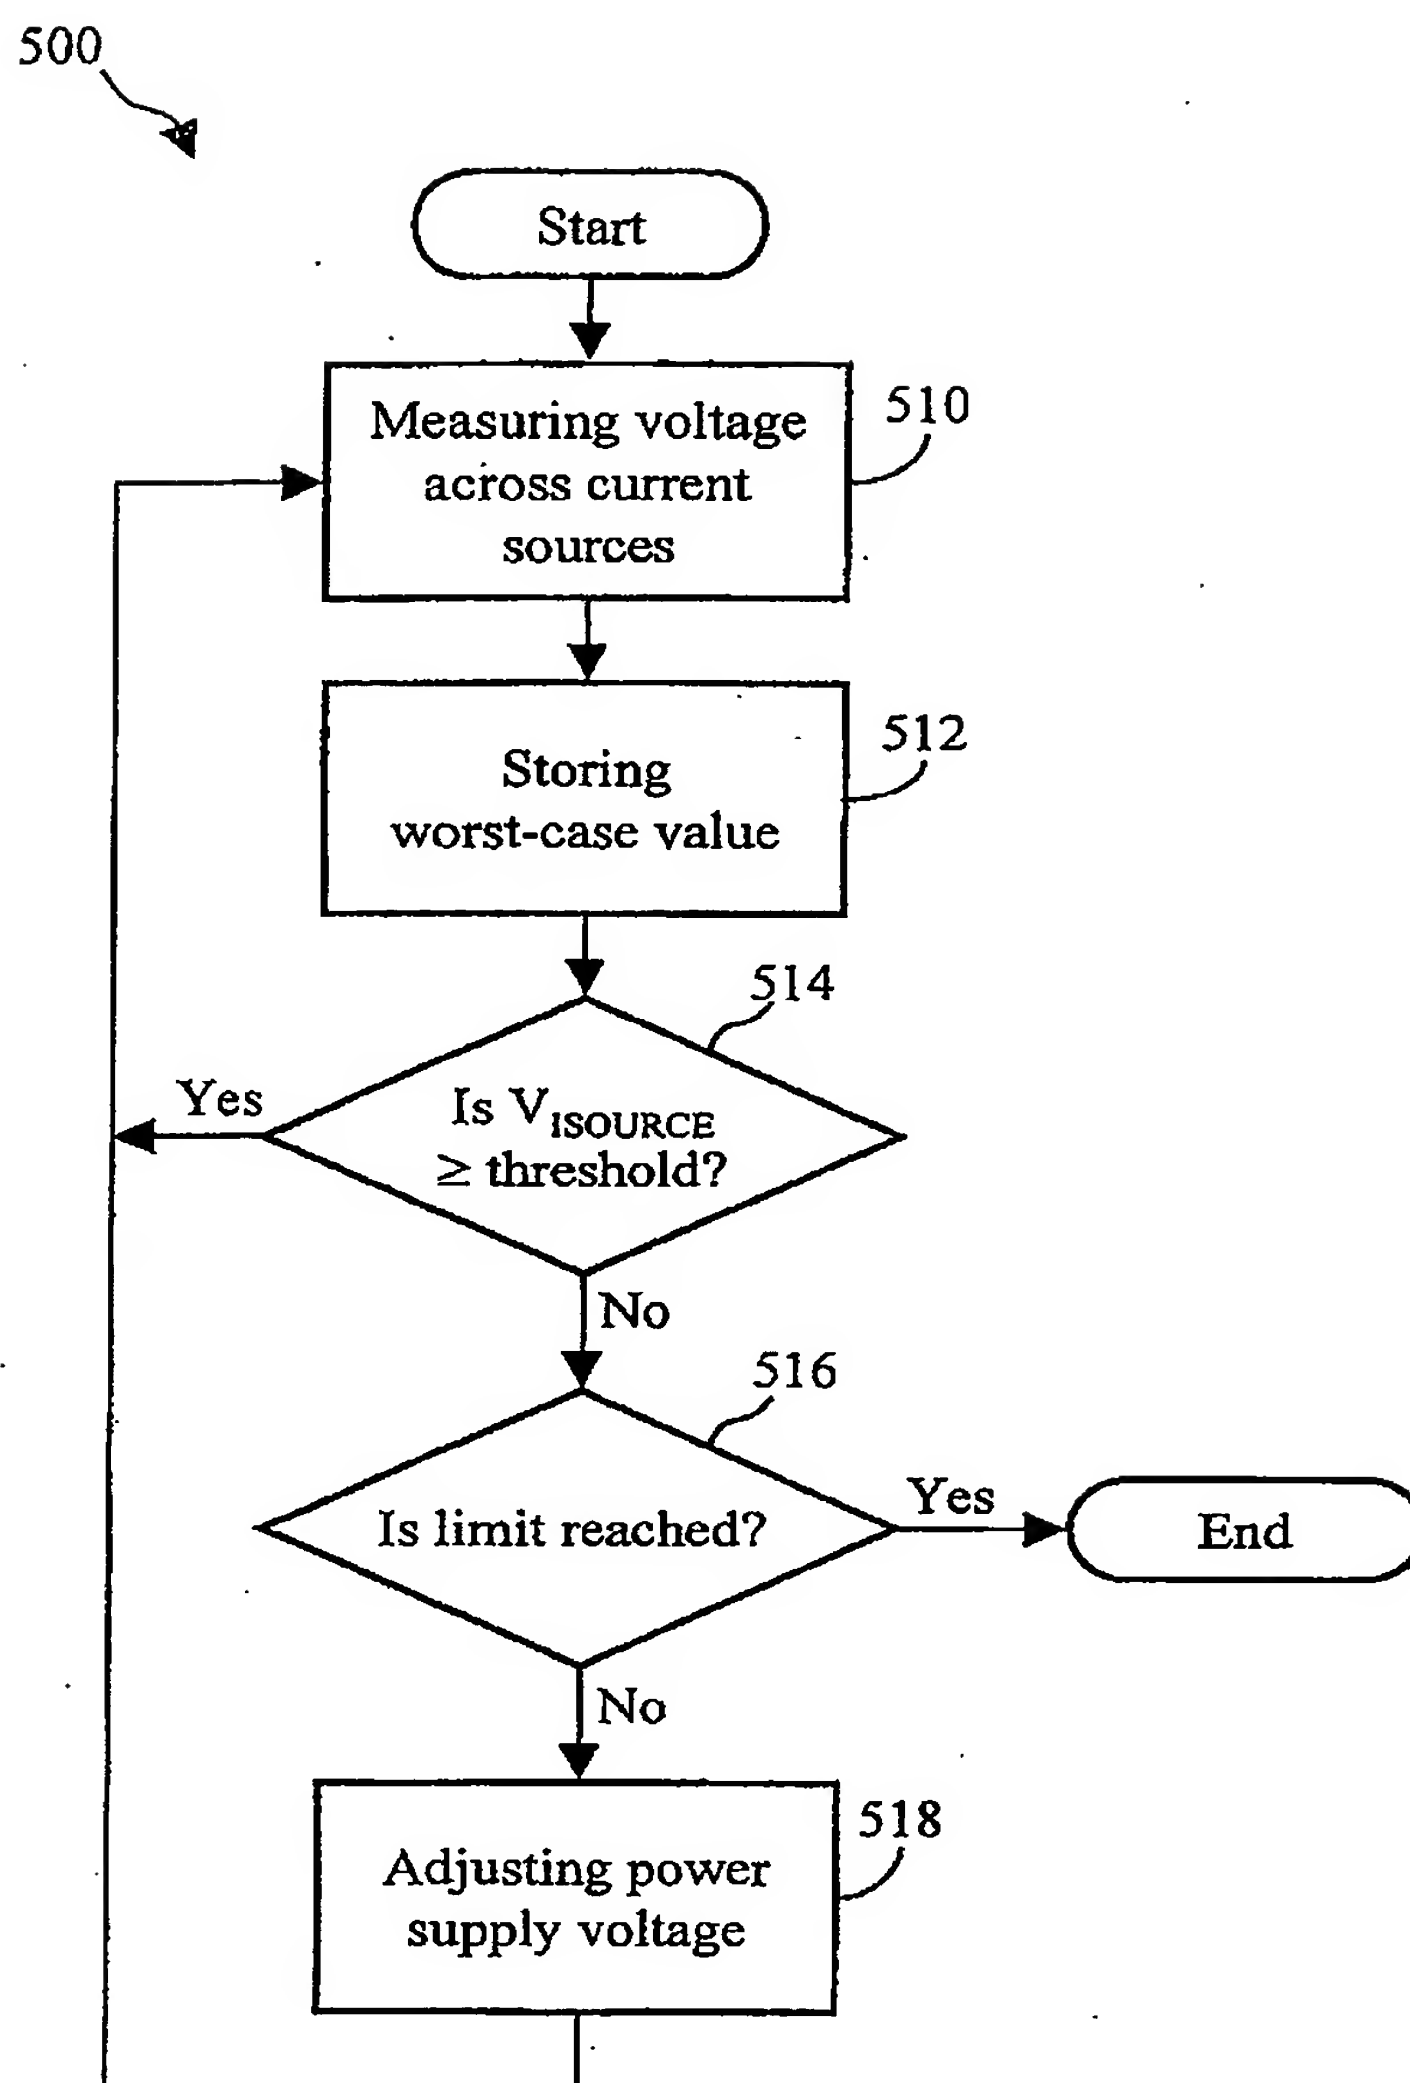 500
Start
Measuring voltage
across current
sources
510
Storing
worst-case value
512
514
Yes
Is VISOURCE
≥ threshold?
No
516
Is limit reached?
Yes
End
No
Adjusting power
supply voltage
518